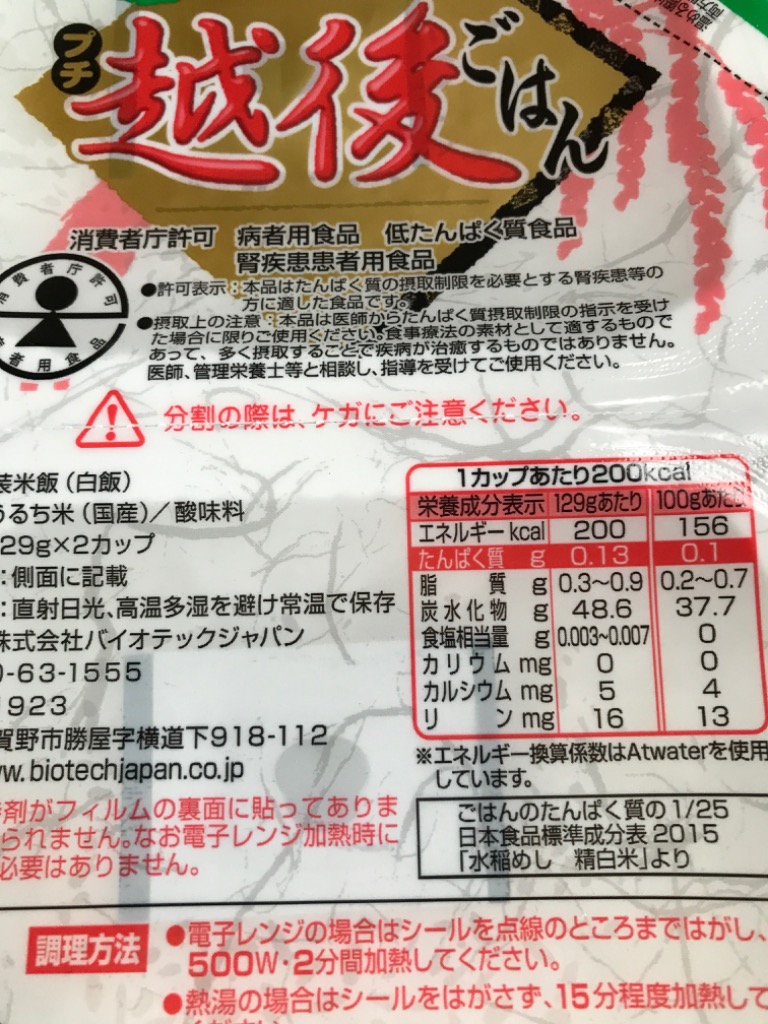 プチ
越後
ごはん
消費者庁許可 病者用食品 低たんぱく質食品
腎疾患患者用食品
消費者庁許可
者用食品
●許可表示：本品はたんぱく質の摂取制限を必要とする腎疾患等の
方に適した食品です。
●摂取上の注意：本品は医師からたんぱく質摂取制限の指示を受け
た場合に限りご使用ください。食事療法の素材として適するもので
あって、多く摂取することで疾病が治癒するものではありません。
医師、管理栄養士等と相談し、指導を受けてご使用ください。
分割の際は、ケガにご注意ください。
装米飯（白飯）
うるち米（国産）／酸味料
29g×2カップ
：側面に記載
：直射日光、高温多湿を避け常温で保存
株式会社バイオテックジャパン
-63-1555
1923
賀野市勝屋字横道下918-112
w.biotechjapan.co.jp
剤がフィルムの裏面に貼ってありま
られません。なお電子レンジ加熱時に
必要はありません。
1カップあたり200kcal
栄養成分表示 129gあたり 100gあたり
エネルギー kcal 200 156
たんぱく質 g 0.13 0.1
脂質 g 0.3〜0.9 0.2〜0.7
炭水化物 g 48.6 37.7
食塩相当量 g 0.003〜0.007 0
カリウム mg 0 0
カルシウム mg 5 4
リン mg 16 13
※エネルギー換算係数はAtwaterを使用
しています。
ごはんのたんぱく質の1/25
日本食品標準成分表2015
「水稲めし 精白米」より
調理方法
●電子レンジの場合はシールを点線のところまではがし、
500W・2分間加熱してください。
●熱湯の場合はシールをはがさず、15分程度加熱して
ください